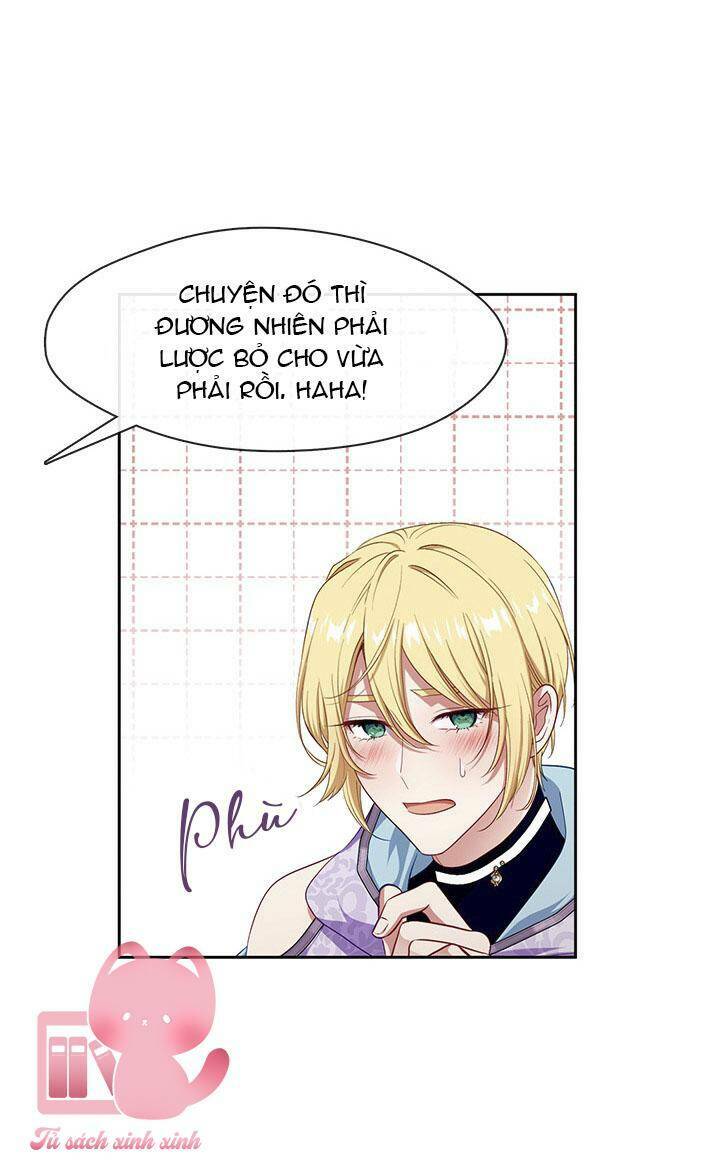 CHUYỆN ĐÓ THÌ
ĐƯƠNG NHIÊN PHẢI
LƯỢC BỎ CHO VỪA
PHẢI RỒI, HAHA!
Phù
Tủ sách xinh xinh